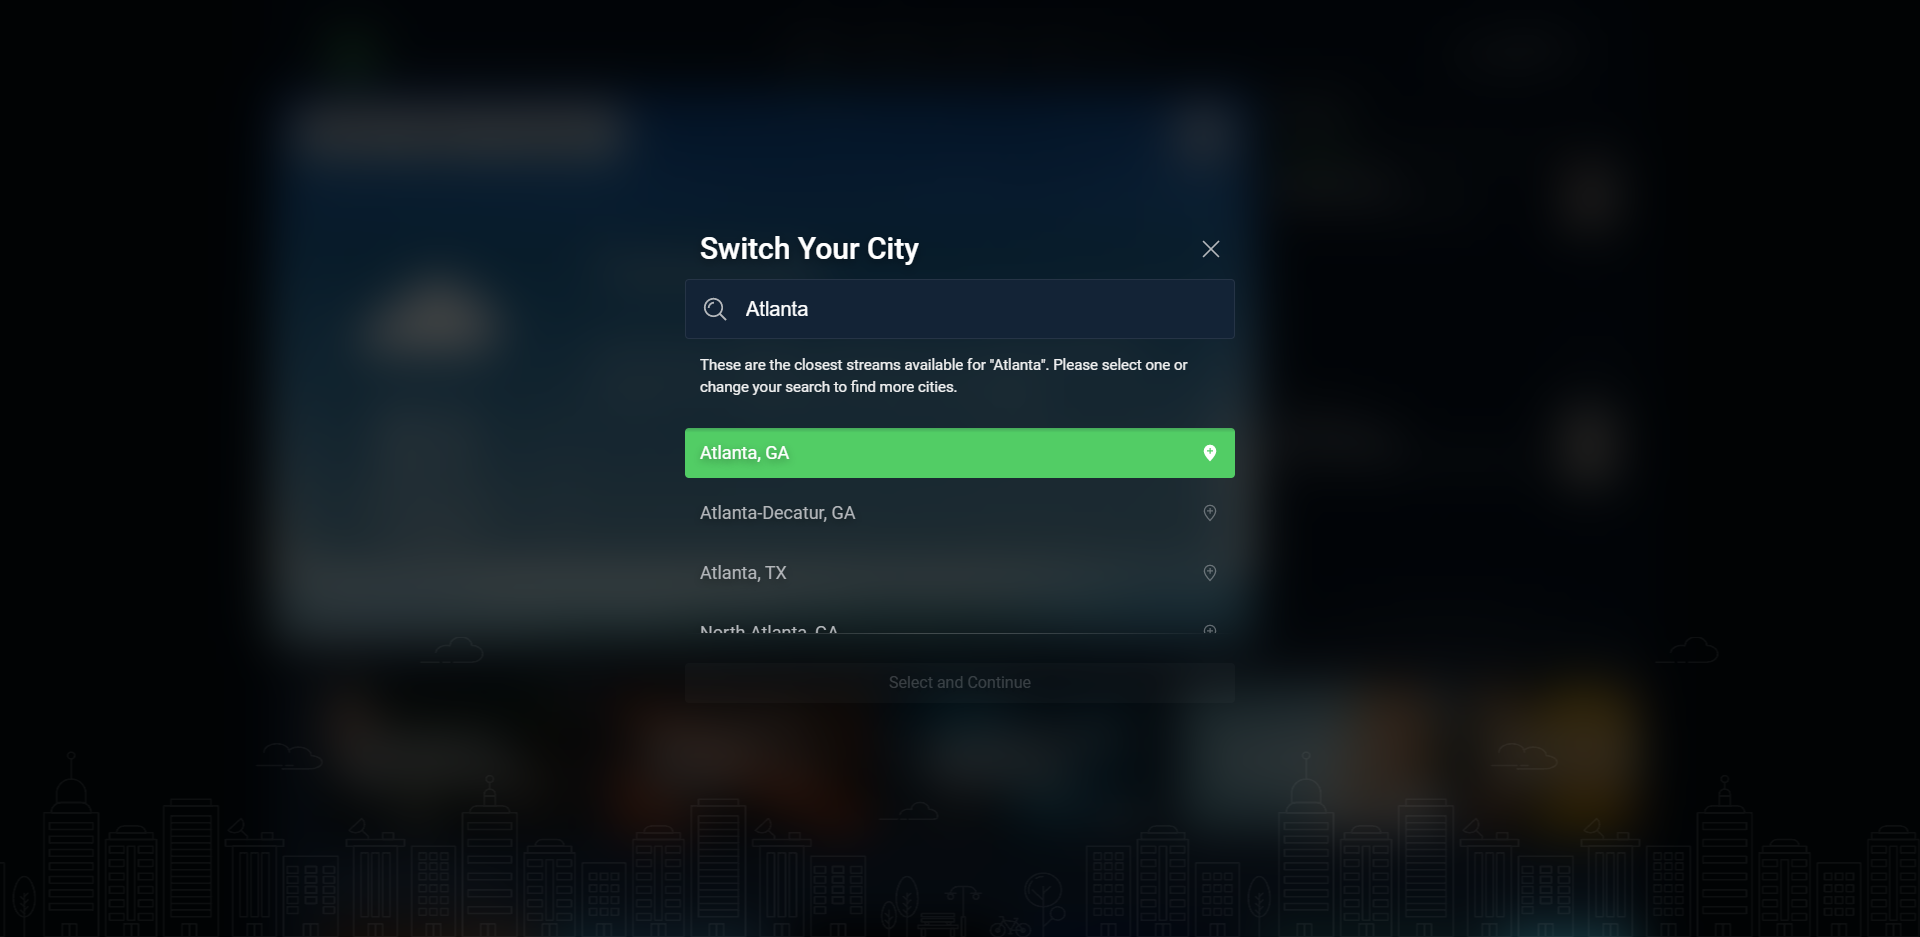 Switch Your City
Atlanta
These are the closest streams available for "Atlanta". Please select one or
change your search to find more cities.
Atlanta, GA
Atlanta-Decatur, GA
Atlanta, TX
North Atlanta, GA
Select and Continue